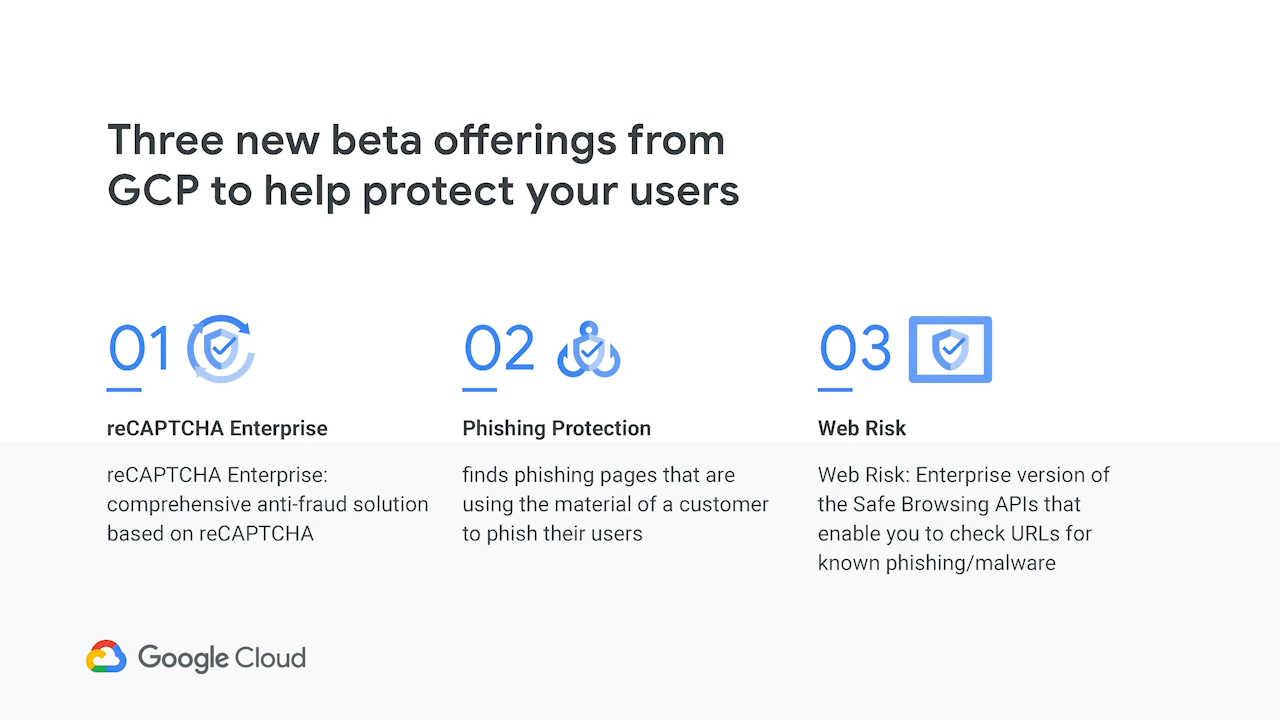 Three new beta offerings from
GCP to help protect your users
01
reCAPTCHA Enterprise
reCAPTCHA Enterprise:
comprehensive anti-fraud solution
based on reCAPTCHA
02
Phishing Protection
finds phishing pages that are
using the material of a customer
to phish their users
03
Web Risk
Web Risk: Enterprise version of
the Safe Browsing APIs that
enable you to check URLs for
known phishing/malware
Google Cloud